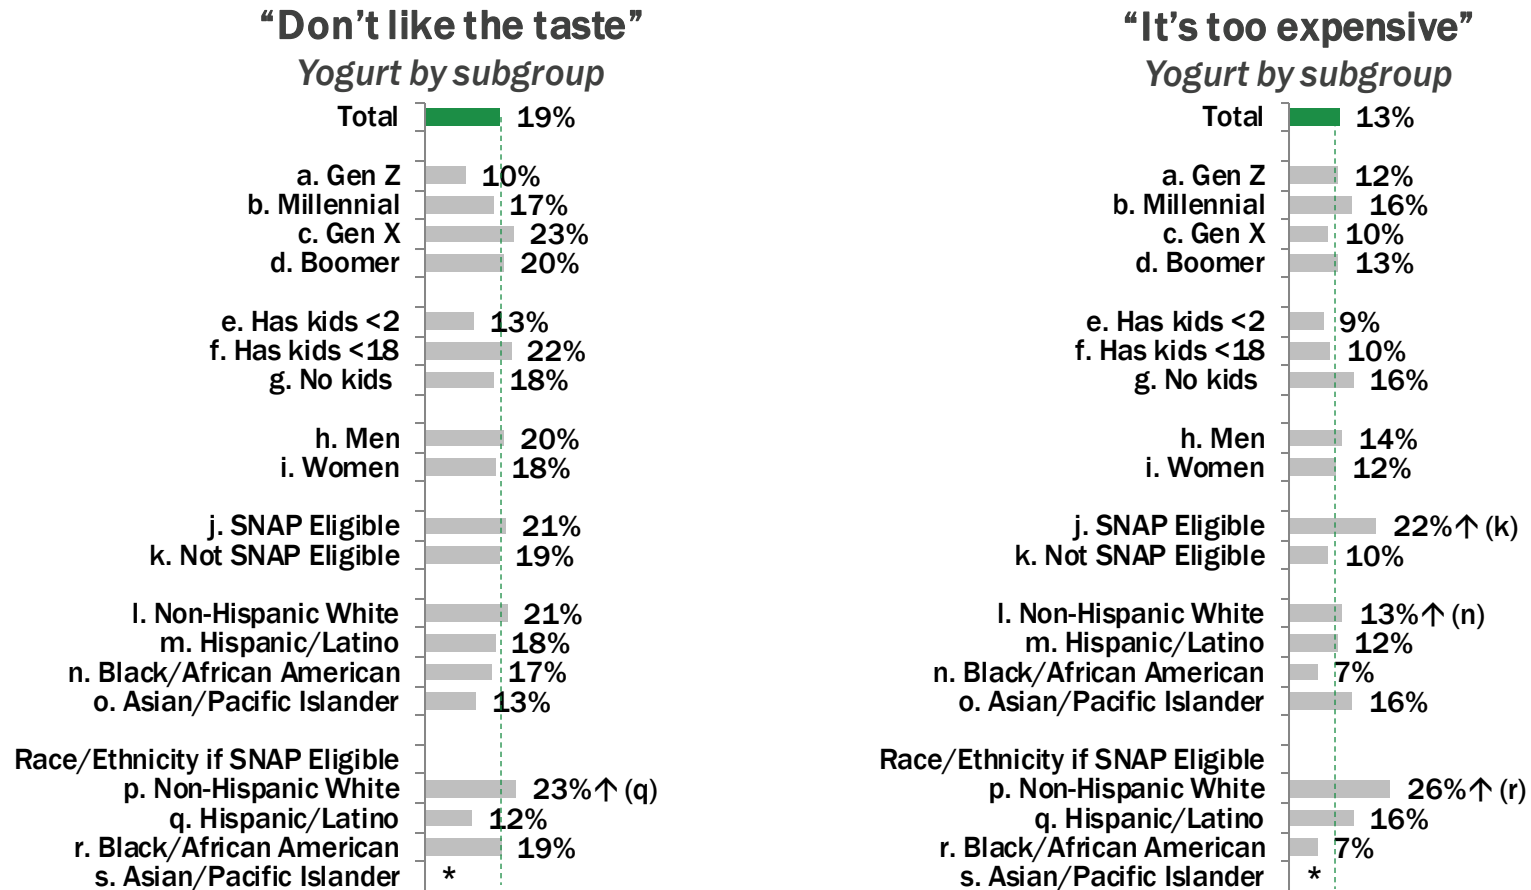 “Don’t like the taste”
Yogurt by subgroup
Total 19%
a. Gen Z 10%
b. Millennial 17%
c. Gen X 23%
d. Boomer 20%
e. Has kids <2 13%
f. Has kids <18 22%
g. No kids 18%
h. Men 20%
i. Women 18%
j. SNAP Eligible 21%
k. Not SNAP Eligible 19%
l. Non-Hispanic White 21%
m. Hispanic/Latino 18%
n. Black/African American 17%
o. Asian/Pacific Islander 13%
Race/Ethnicity if SNAP Eligible
p. Non-Hispanic White 23%↑ (q)
q. Hispanic/Latino 12%
r. Black/African American 19%
s. Asian/Pacific Islander *
“It’s too expensive”
Yogurt by subgroup
Total 13%
a. Gen Z 12%
b. Millennial 16%
c. Gen X 10%
d. Boomer 13%
e. Has kids <2 9%
f. Has kids <18 10%
g. No kids 16%
h. Men 14%
i. Women 12%
j. SNAP Eligible 22%↑ (k)
k. Not SNAP Eligible 10%
l. Non-Hispanic White 13%↑ (n)
m. Hispanic/Latino 12%
n. Black/African American 7%
o. Asian/Pacific Islander 16%
Race/Ethnicity if SNAP Eligible
p. Non-Hispanic White 26%↑ (r)
q. Hispanic/Latino 16%
r. Black/African American 7%
s. Asian/Pacific Islander *